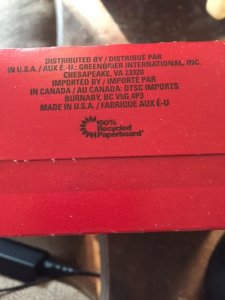 DISTRIBUTED BY / DISTRIBUÉ PAR
IN U.S.A. / AUX É.-U.: GREENBRIER INTERNATIONAL, INC.
CHESAPEAKE, VA 23320
IMPORTED BY / IMPORTÉ PAR
IN CANADA / AU CANADA: DTSC IMPORTS
BURNABY, BC V5G 4P3
MADE IN U.S.A. / FABRIQUÉ AUX É-U
100%
Recycled
Paperboard